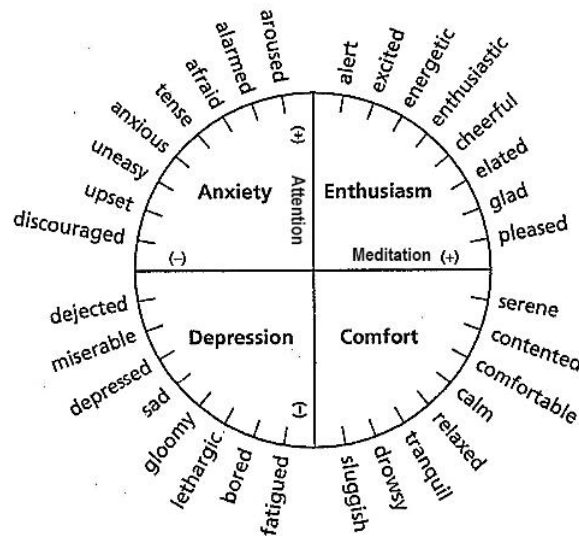 aroused
alarmed
afraid
tense
anxious
uneasy
upset
discouraged
alert
excited
energetic
enthusiastic
cheerful
elated
glad
pleased
(+)
Attention
Anxiety
Enthusiasm
(-)
Meditation (+)
dejected
miserable
depressed
sad
gloomy
lethargic.
bored
fatigued
Depression
Comfort
(-)
serene
contented
comfortable
calm
relaxed
tranquil
drowsy
sluggish